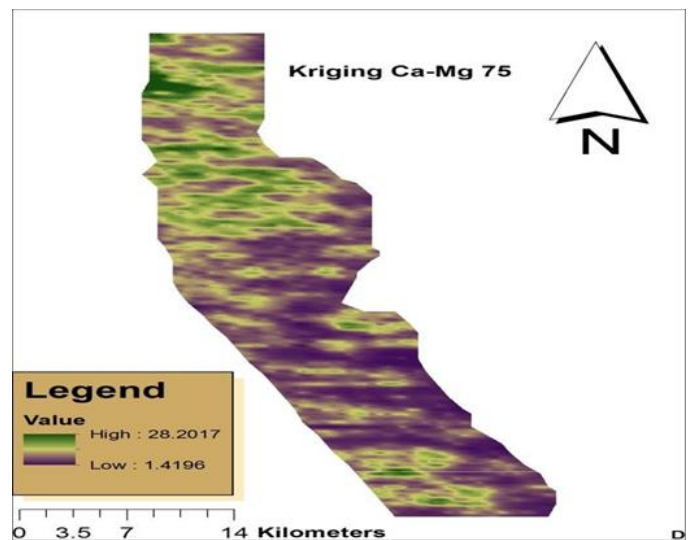 Kriging Ca-Mg 75
N
Legend
Value
High : 28.2017
Low : 1.4196
0 3.5 7 14 Kilometers
D